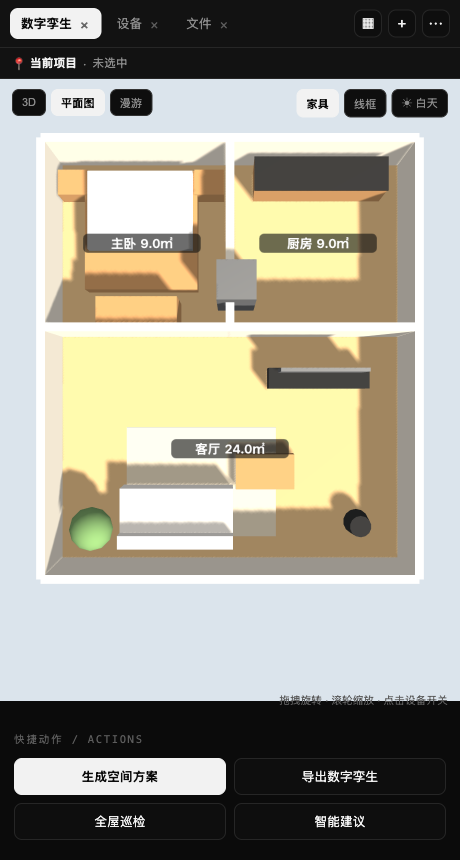 数字孪生 × 设备 × 文件 ×
+ ⋯
📍 当前项目 · 未选中
3D 平面图 漫游 家具 线框 ☀ 白天
主卧 9.0㎡ 厨房 9.0㎡
客厅 24.0㎡
拖拽旋转 · 滚轮缩放 · 点击设备开关
快捷动作 / ACTIONS
生成空间方案 导出数字孪生
全屋巡检 智能建议